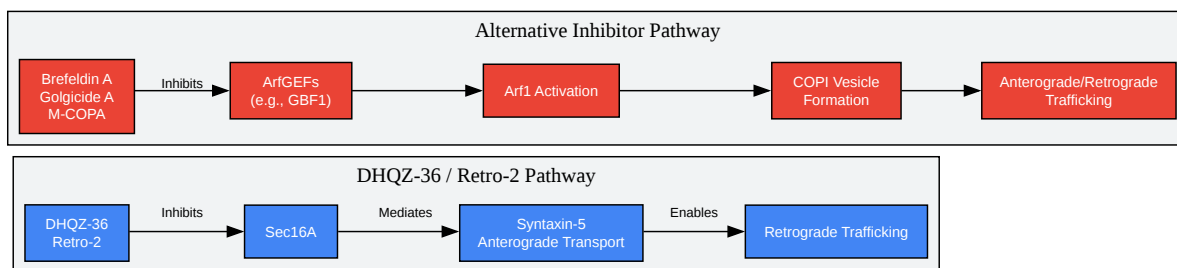 Alternative Inhibitor Pathway
Brefeldin A
Golgicide A
M-COPA
Inhibits
ArfGEFs
(e.g., GBF1)
Arf1 Activation
COPI Vesicle
Formation
Anterograde/Retrograde
Trafficking
DHQZ-36 / Retro-2 Pathway
DHQZ-36
Retro-2
Inhibits
Sec16A
Mediates
Syntaxin-5
Anterograde Transport
Enables
Retrograde Trafficking